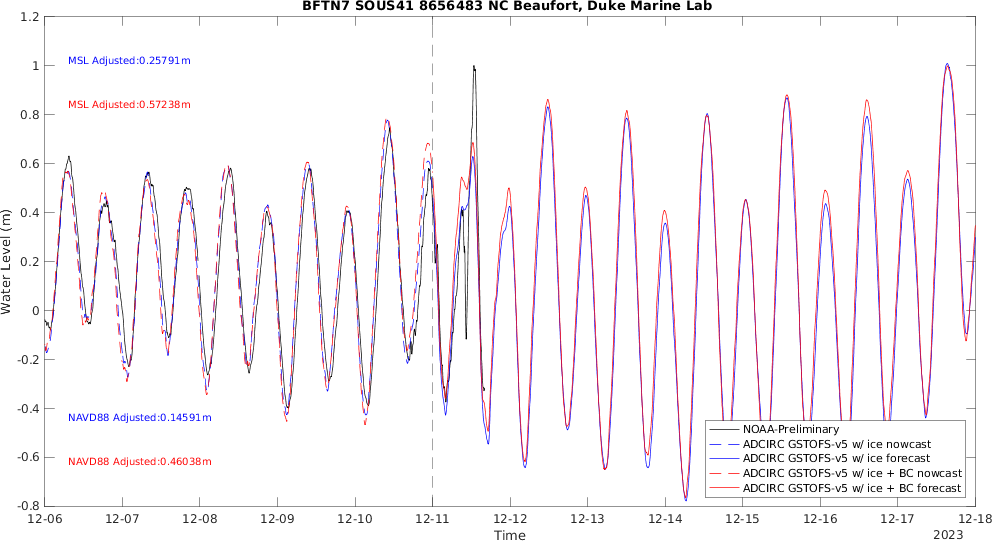 BFTN7 SOUS41 8656483 NC Beaufort, Duke Marine Lab
1.2
1
0.8
0.6
0.4
0.2
0
-0.2
-0.4
-0.6
-0.8
Water Level (m)
MSL Adjusted:0.25791m
MSL Adjusted:0.57238m
NAVD88 Adjusted:0.14591m
NAVD88 Adjusted:0.46038m
NOAA-Preliminary
ADCIRC GSTOFS-v5 w/ ice nowcast
ADCIRC GSTOFS-v5 w/ ice forecast
ADCIRC GSTOFS-v5 w/ice + BC nowcast
ADCIRC GSTOFS-v5 w/ice + BC forecast
12-06 12-07 12-08 12-09 12-10 12-11 12-12 12-13 12-14 12-15 12-16 12-17 12-18
Time
2023